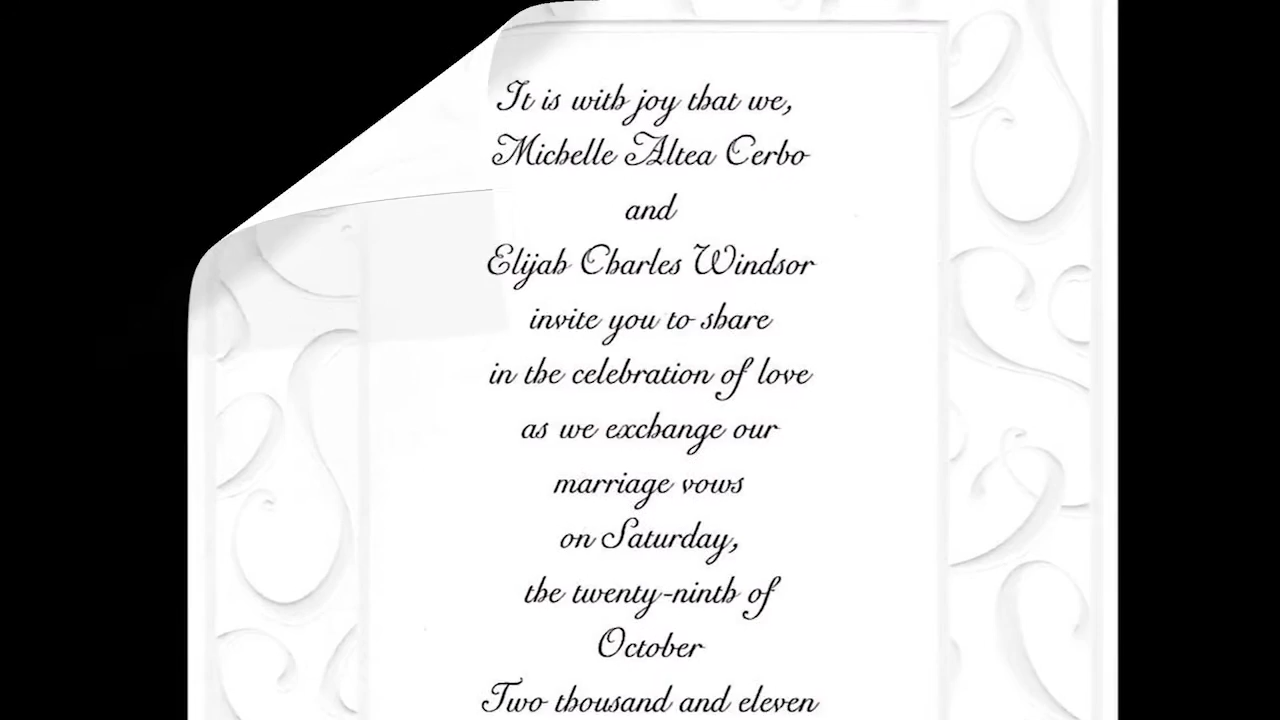 It is with joy that we,
Michelle Altea Cerbo
and
Elijah Charles Windsor
invite you to share
in the celebration of love
as we exchange our
marriage vows
on Saturday,
the twenty-ninth of
October
Two thousand and eleven